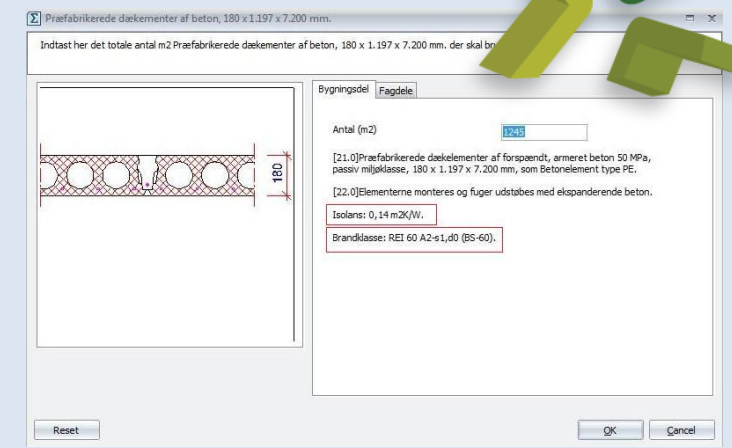 Præfabrikerede dækementer af beton, 180 x 1.197 x 7.200 mm.
Indtast her det totale antal m2 Præfabrikerede dækementer af beton, 180 x 1.197 x 7.200 mm. der skal
Bygningsdel Fagdele
180
Antal (m2) 1245
[21.0]Præfabrikerede dækelementer af forspændt, armeret beton 50 MPa,
passiv miljøklasse, 180 x 1.197 x 7.200 mm, som Betonelement type PE.
[22.0]Elementerne monteres og fuger udstøbes med ekspanderende beton.
Isolans: 0,14 m2K/W.
Brandklasse: REI 60 A2-s1,d0 (BS-60).
Reset OK Cancel